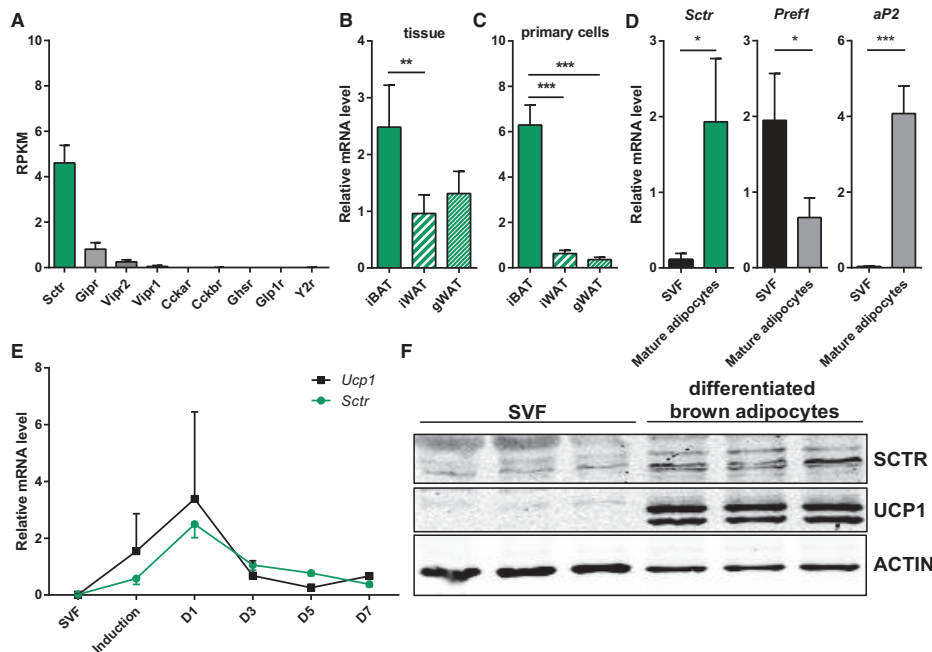 A
RPKM
10
8
6
4
2
0
Sctr
Gipr
Vipr2
Vipr1
Cckar
Cckbr
Ghsr
Glp1r
Y2r
B
tissue
Relative mRNA level
4
3
2
1
0
**
iBAT
iWAT
gWAT
C
primary cells
10
8
6
4
2
0
***
***
iBAT
iWAT
gWAT
D
Sctr
Relative mRNA level
3
2
1
0
*
SVF
Mature adipocytes
Pref1
3
2
1
0
*
SVF
Mature adipocytes
aP2
6
4
2
0
***
SVF
Mature adipocytes
E
Relative mRNA level
8
6
4
2
0
Ucp1
Sctr
SVF
Induction
D1
D3
D5
D7
F
SVF
differentiated
brown adipocytes
SCTR
UCP1
ACTIN